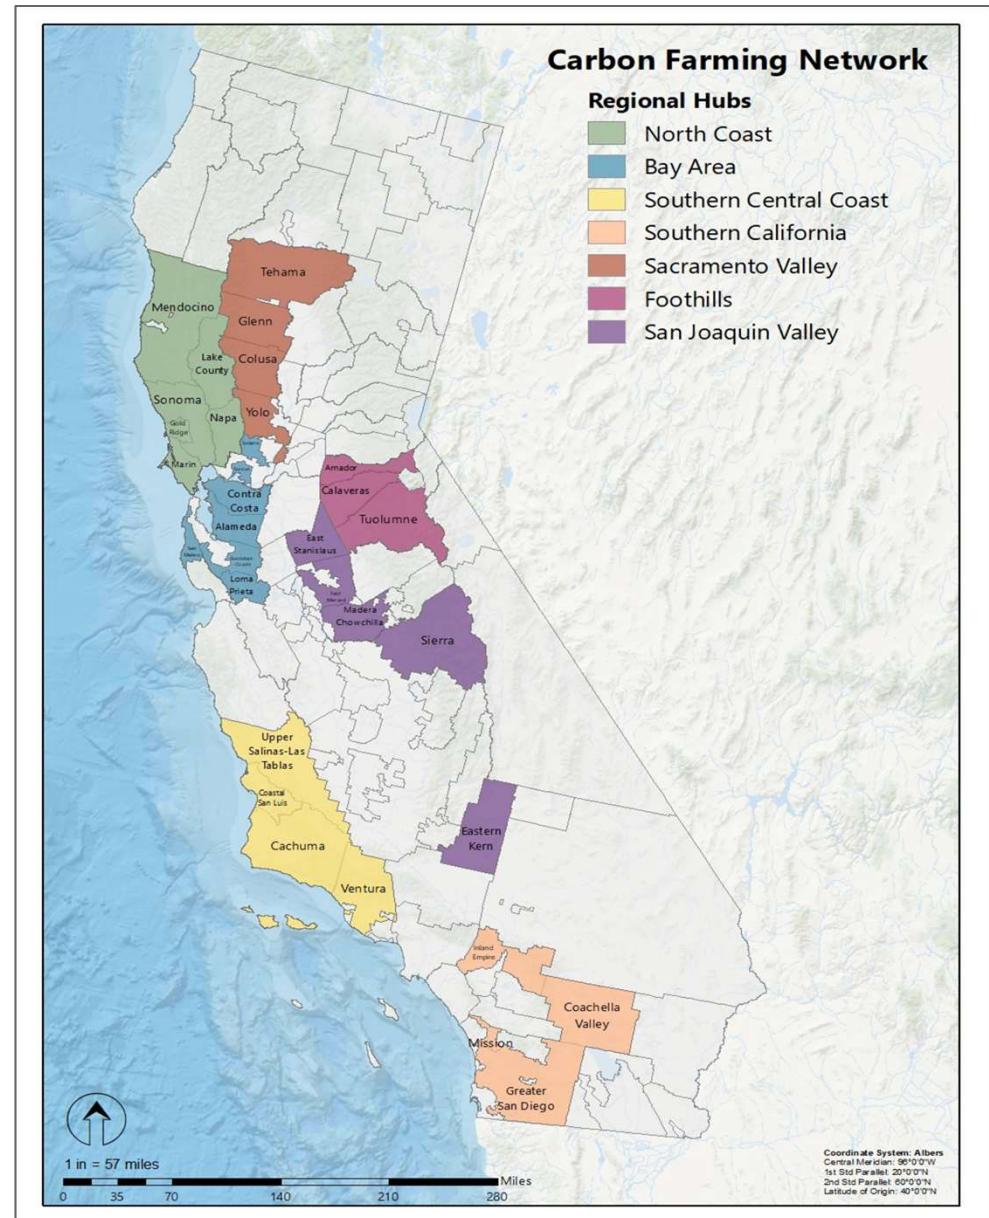 Carbon Farming Network
Regional Hubs
North Coast
Bay Area
Southern Central Coast
Southern California
Sacramento Valley
Foothills
San Joaquin Valley
Tehama
Mendocino
Glenn
Lake
County
Colusa
Sonoma
Napa
Yolo
Gold
Ridge
Marin
Amador
Contra
Costa
Calaveras
Alameda
Tuolumne
East
Stanislaus
Loma
Prieta
Madera
Chowchilla
Sierra
Upper
Salinas-Las
Tablas
Coastal
San Luis
Cachuma
Eastern
Kern
Ventura
Inland
Empire
Coachella
Valley
Mission
Greater
San Diego
1 in = 57 miles
Miles
0 35 70 140 210 280
Coordinate System: Albers
Central Meridian: 96°0'0"W
1st Std Parallel: 20°0'0"N
2nd Std Parallel: 60°0'0"N
Latitude of Origin: 40°0'0"N